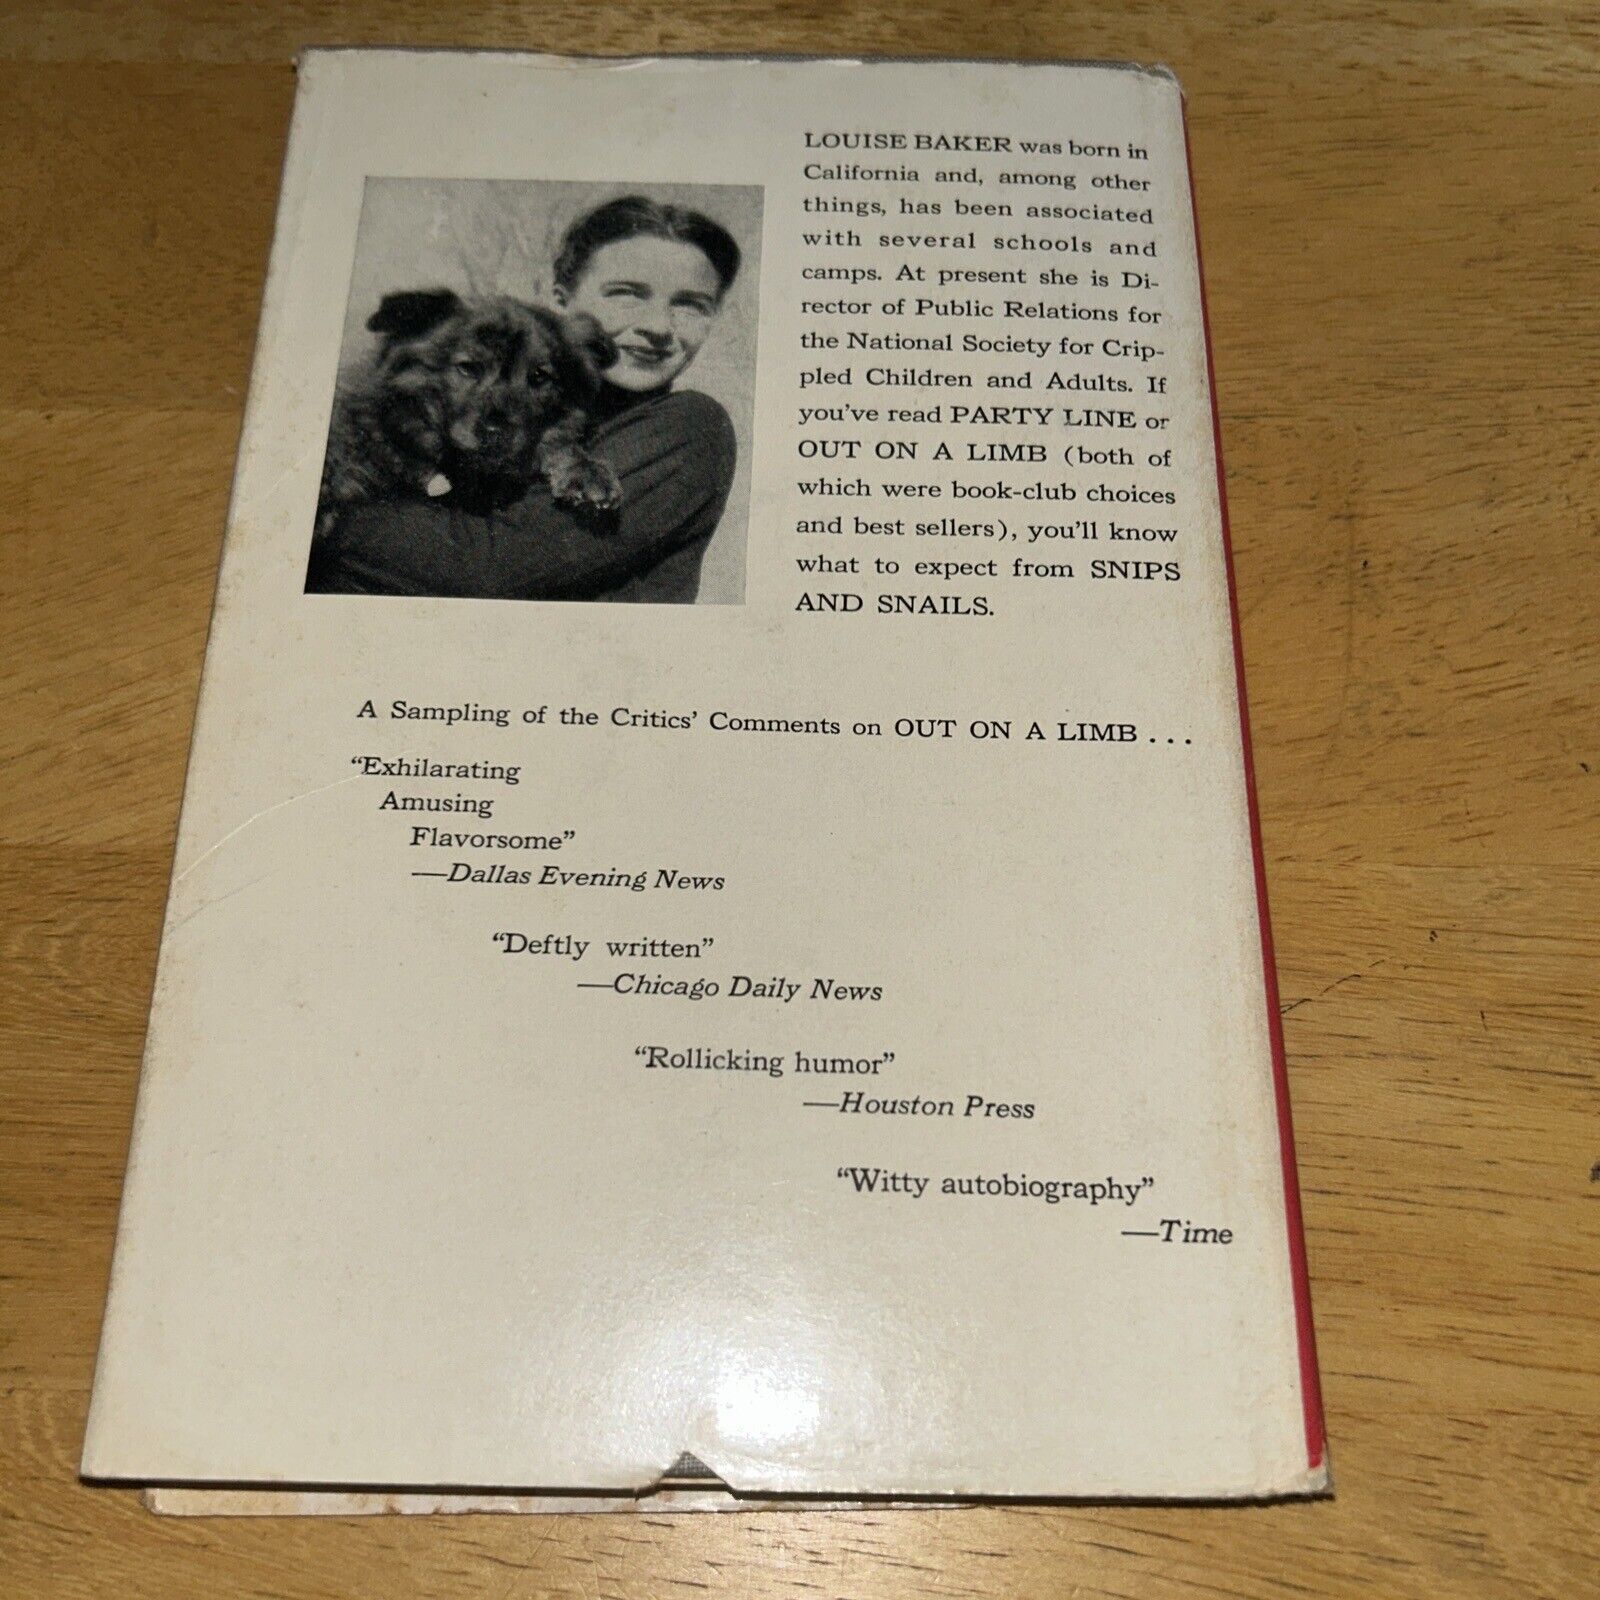 LOUISE BAKER was born in
California and, among other
things, has been associated
with several schools and
camps. At present she is Di-
rector of Public Relations for
the National Society for Crip-
pled Children and Adults. If
you've read PARTY LINE or
OUT ON A LIMB (both of
which were book-club choices
and best sellers), you'll know
what to expect from SNIPS
AND SNAILS.
A Sampling of the Critics' Comments on OUT ON A LIMB . . .
“Exhilarating
Amusing
Flavorsome”
—Dallas Evening News
“Deftly written”
—Chicago Daily News
“Rollicking humor”
—Houston Press
“Witty autobiography”
—Time